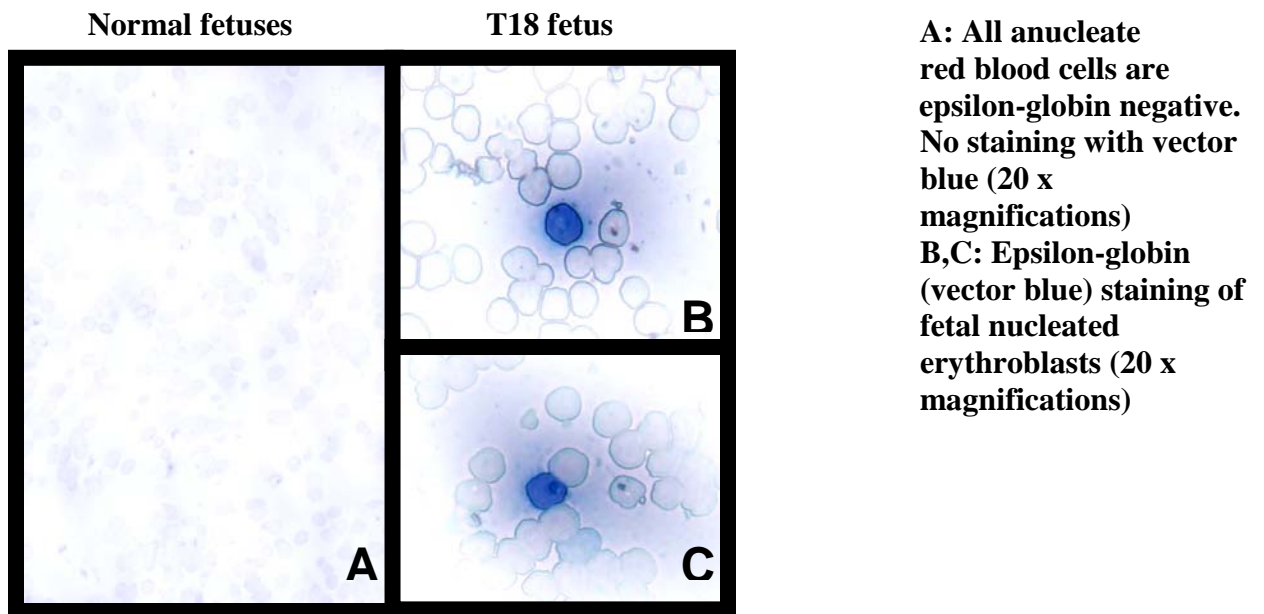 Normal fetuses
T18 fetus
A
B
C
A: All anucleate
red blood cells are
epsilon-globin negative.
No staining with vector
blue (20 x
magnifications)
B,C: Epsilon-globin
(vector blue) staining of
fetal nucleated
erythroblasts (20 x
magnifications)